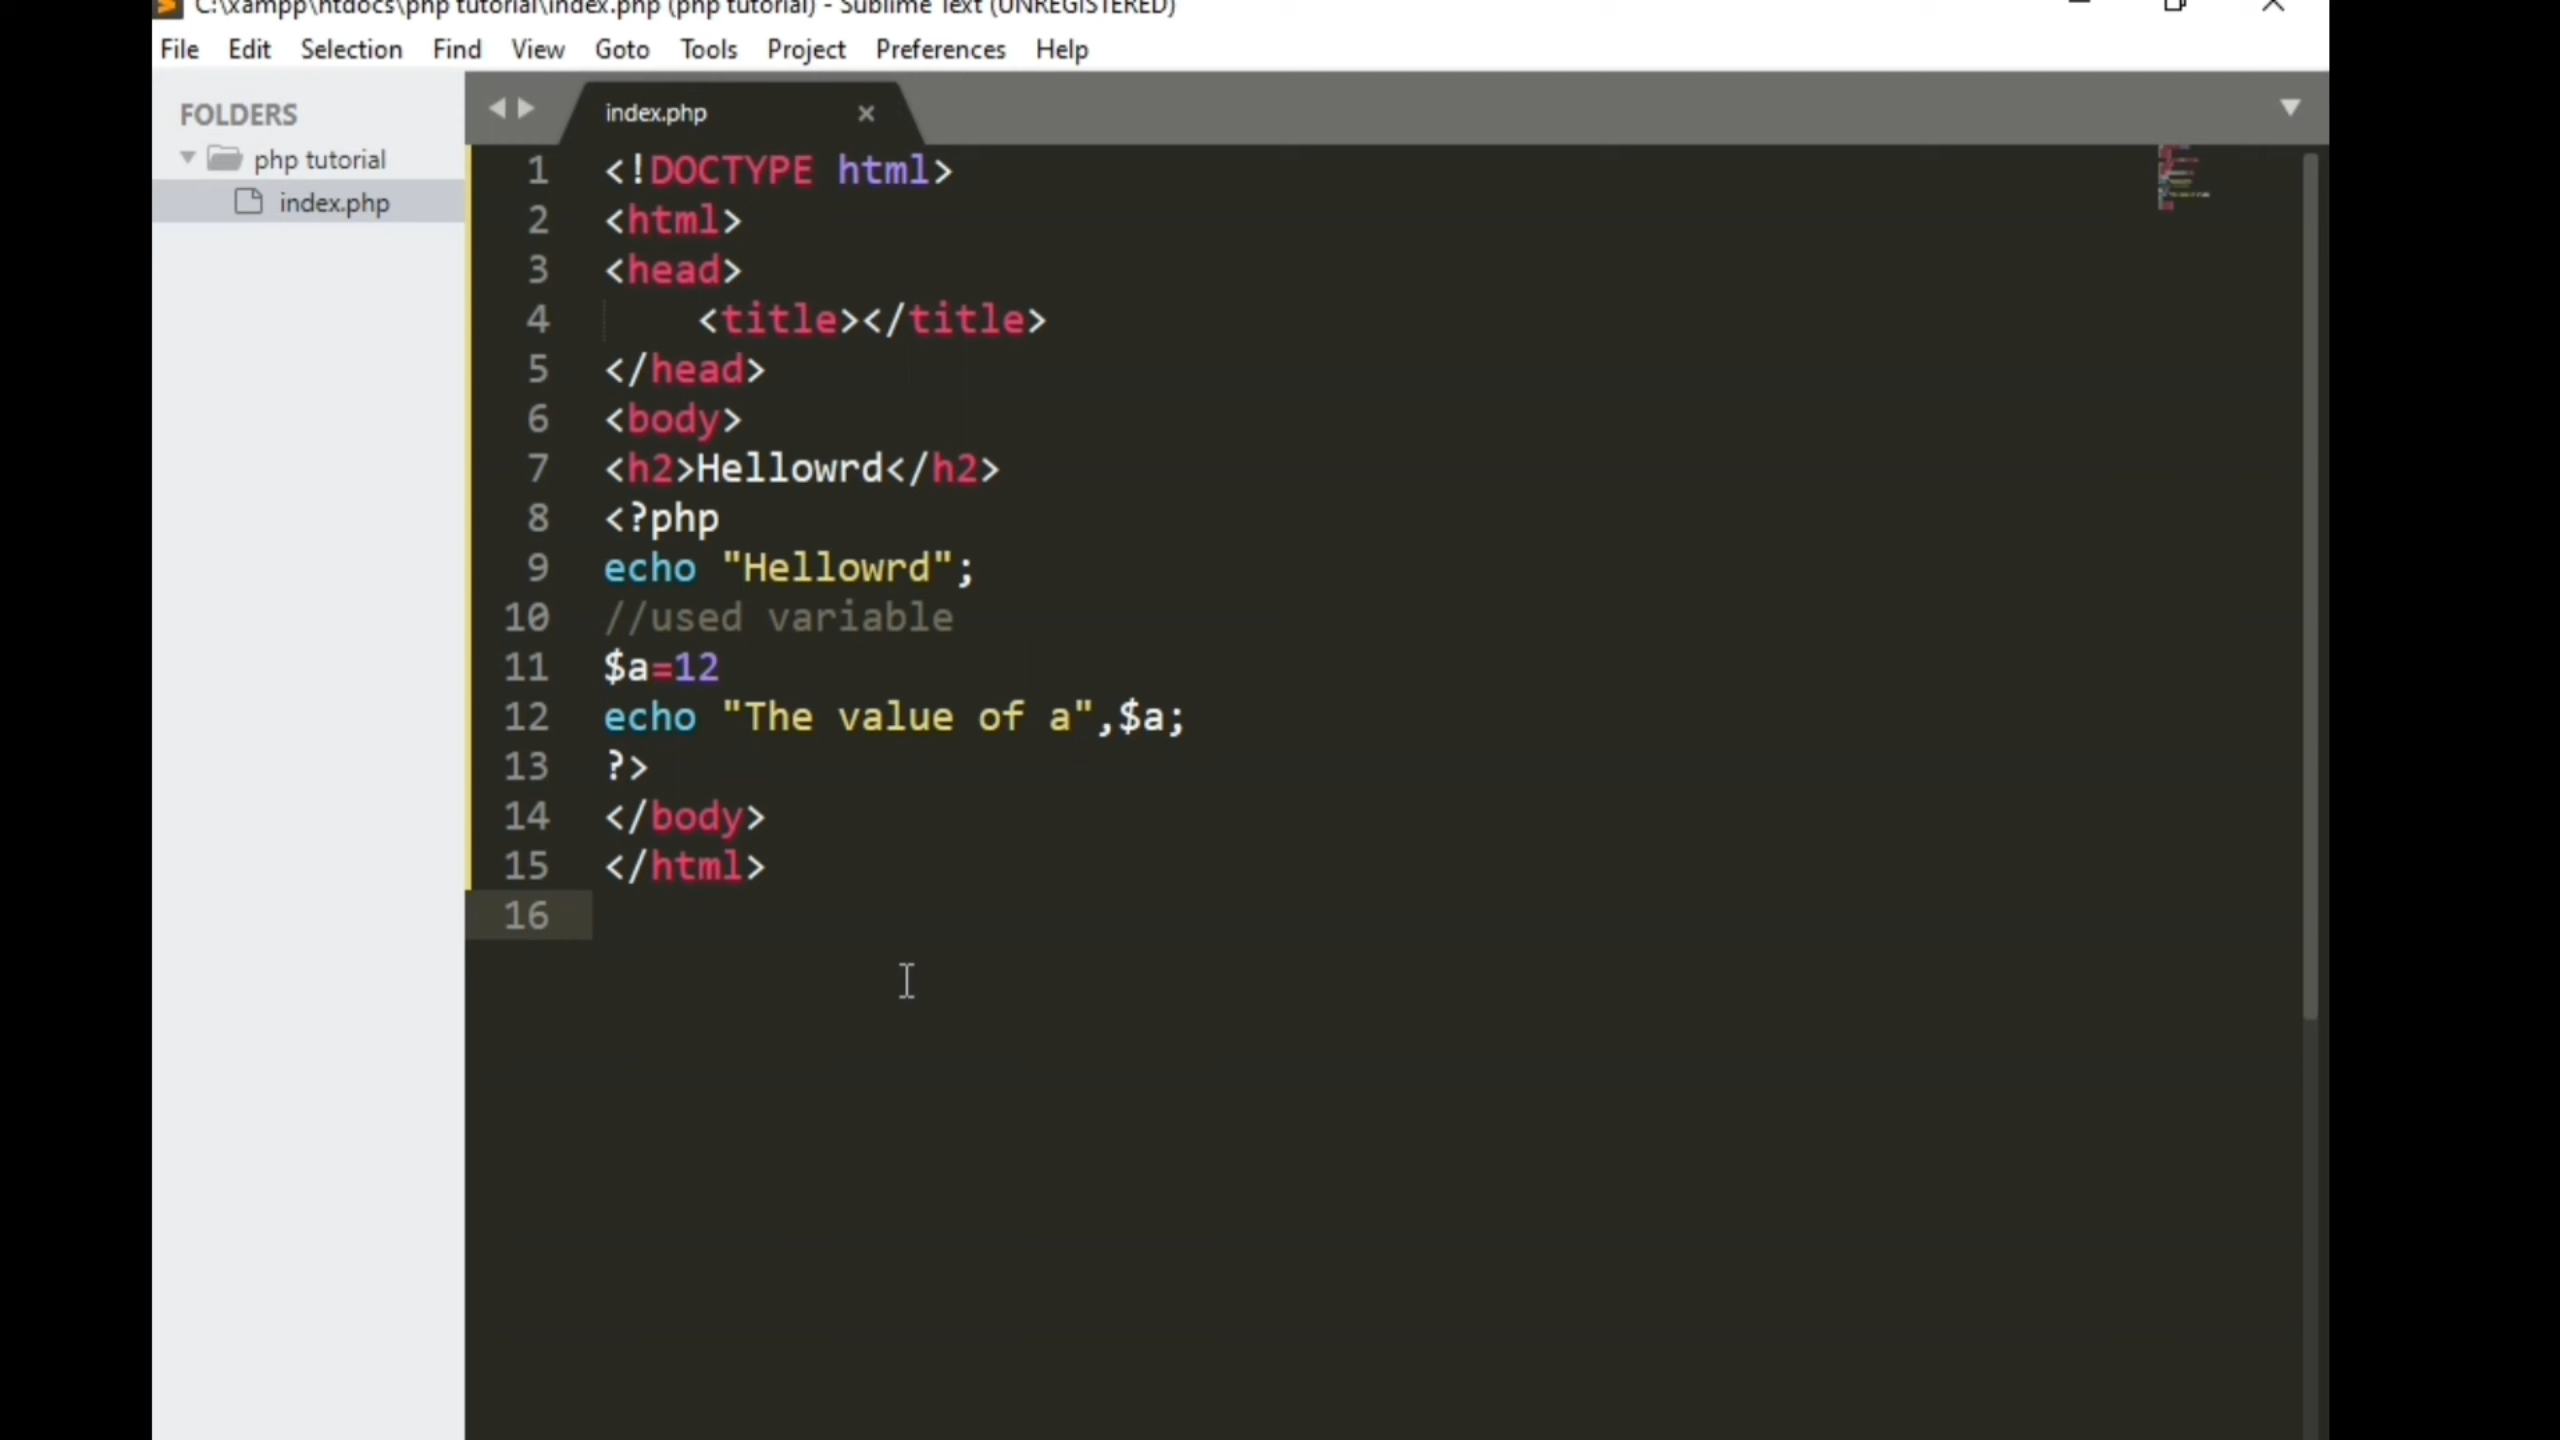 C:\xampp\htdocs\php tutorial\index.php (php tutorial) - Sublime Text (UNREGISTERED)
File Edit Selection Find View Goto Tools Project Preferences Help
FOLDERS
php tutorial
index.php
index.php
1 <!DOCTYPE html>
2 <html>
3 <head>
4     <title></title>
5 </head>
6 <body>
7 <h2>Hellowrd</h2>
8 <?php
9 echo "Hellowrd";
10 //used variable
11 $a=12
12 echo "The value of a",$a;
13 ?>
14 </body>
15 </html>
16